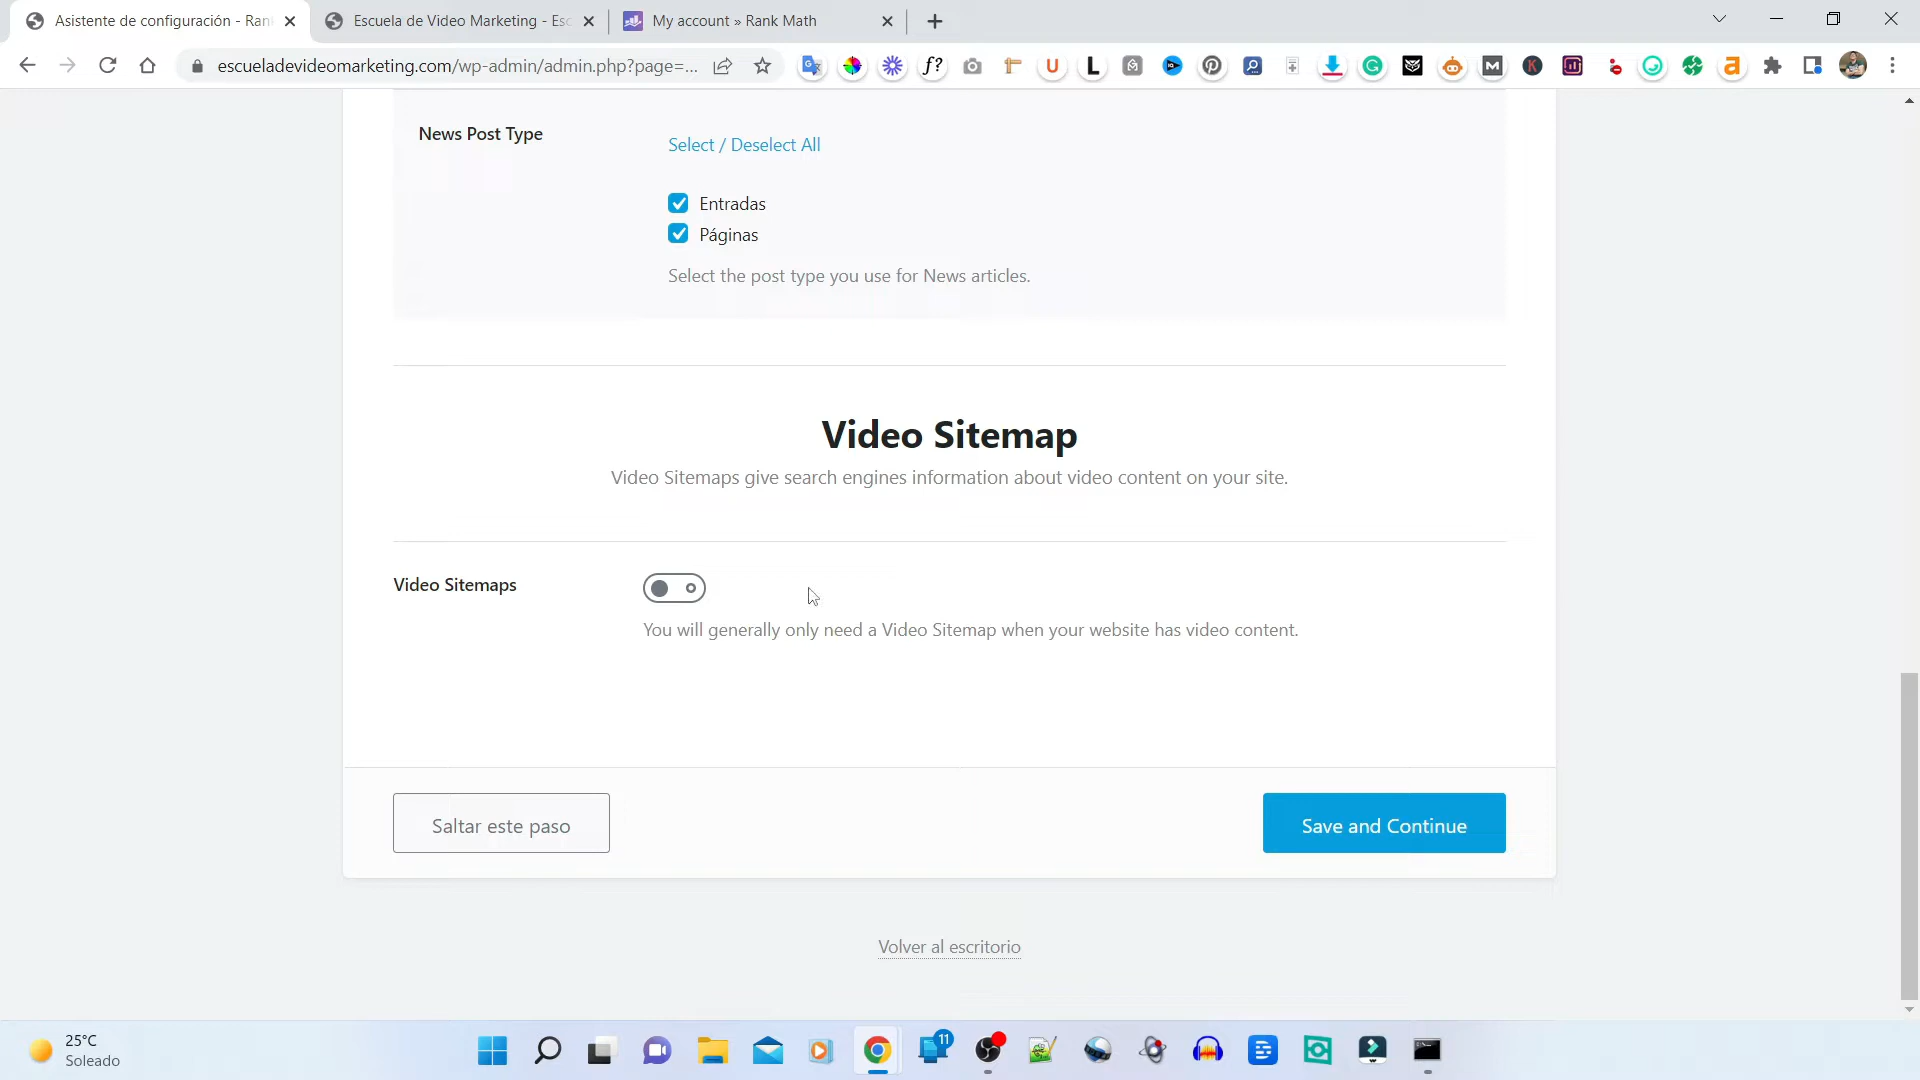 Asistente de configuración - Ran
Escuela de Video Marketing - Esc
My account » Rank Math
escueladevideomarketing.com/wp-admin/admin.php?page=...
News Post Type
Select / Deselect All
Entradas
Páginas
Select the post type you use for News articles.
Video Sitemap
Video Sitemaps give search engines information about video content on your site.
Video Sitemaps
You will generally only need a Video Sitemap when your website has video content.
Saltar este paso
Save and Continue
Volver al escritorio
25°C
Soleado
11